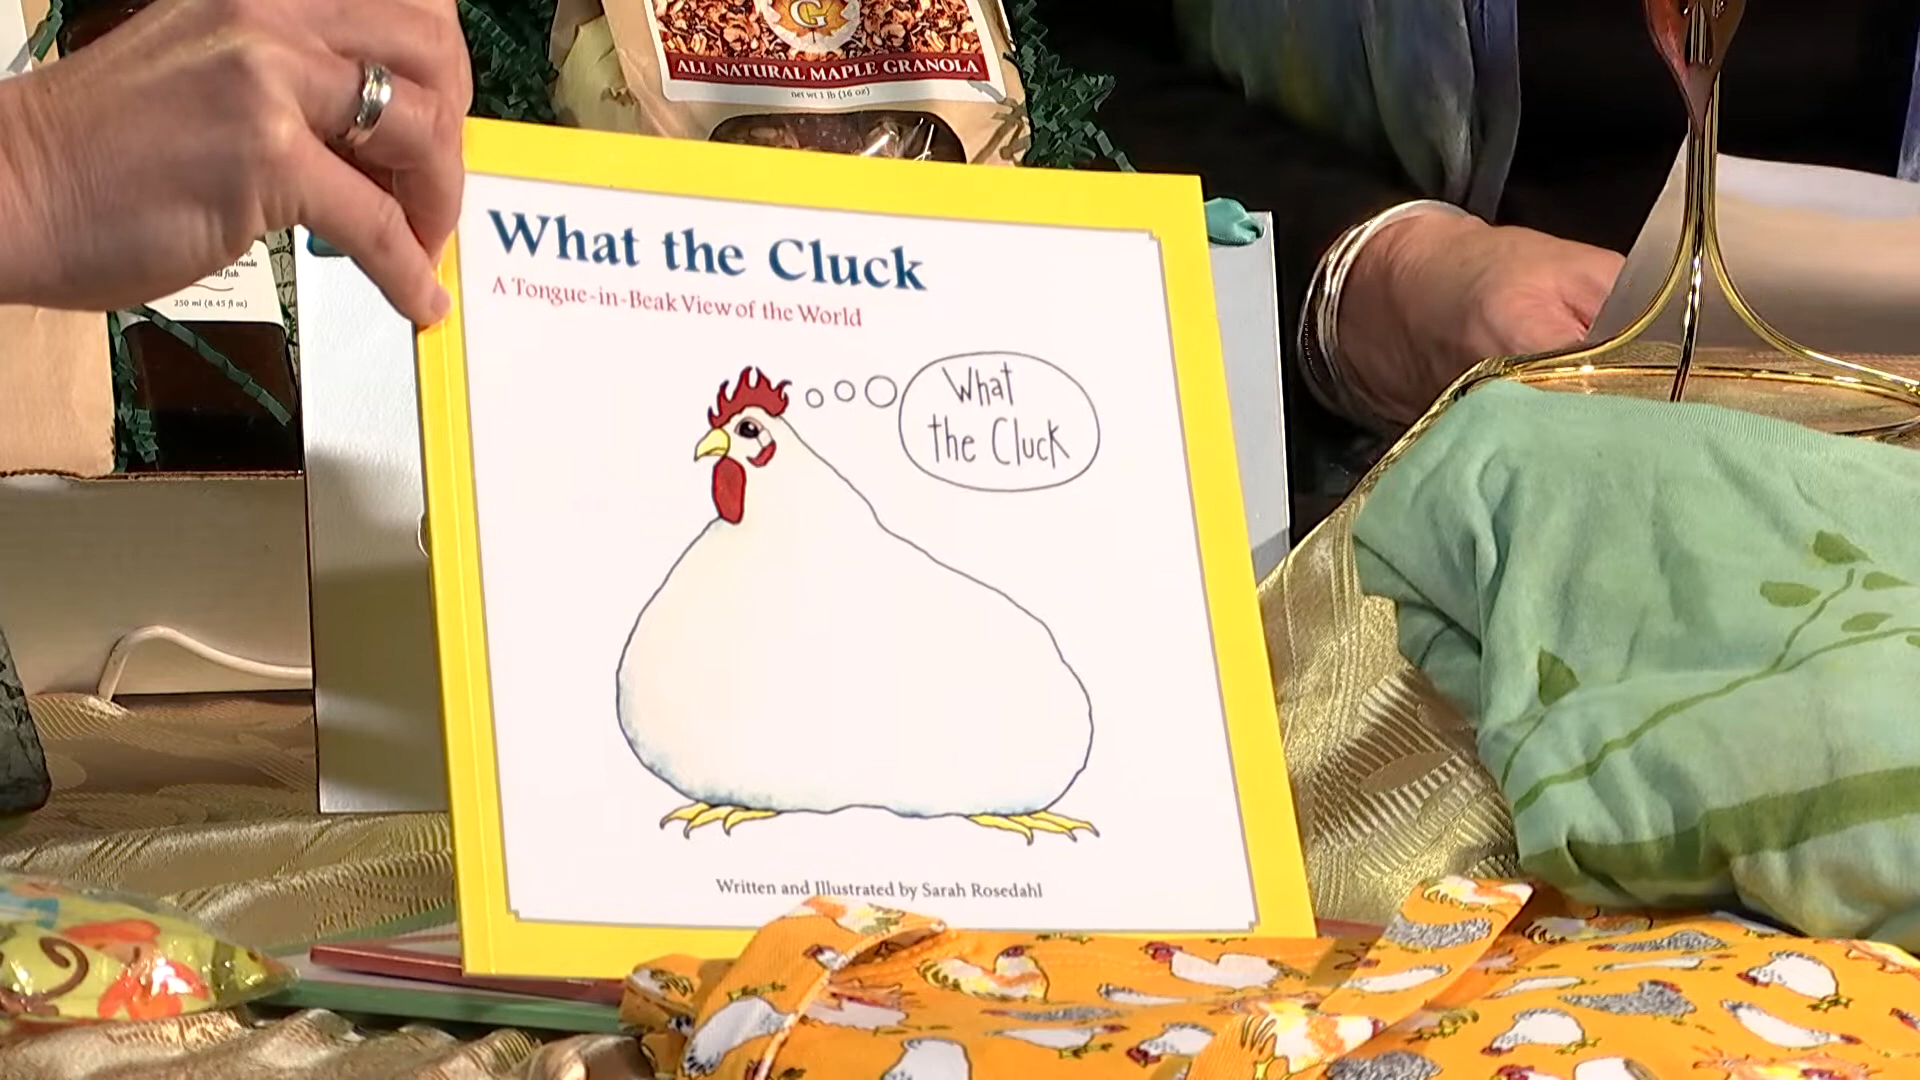 G
ALL NATURAL MAPLE GRANOLA
net wt 1 lb (16 oz)
fish.
250 ml (8.45 fl oz)
What the Cluck
A Tongue-in-Beak View of the World
What
the Cluck
Written and Illustrated by Sarah Rosedahl